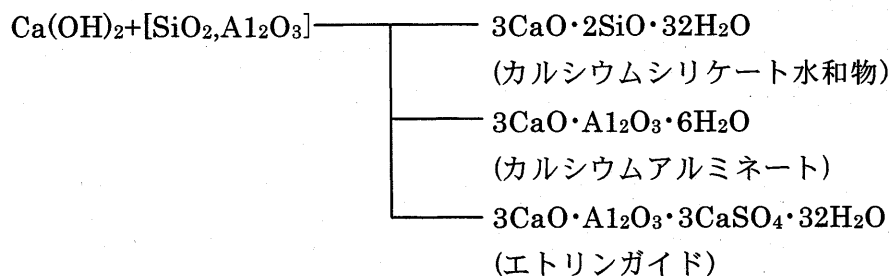 Ca(OH)₂+[SiO₂,A1₂O₃]
3CaO·2SiO·32H₂O
(カルシウムシリケート水和物)
3CaO·A1₂O₃·6H₂O
(カルシウムアルミネート)
3CaO·A1₂O₃·3CaSO₄·32H₂O
(エトリンガイド)